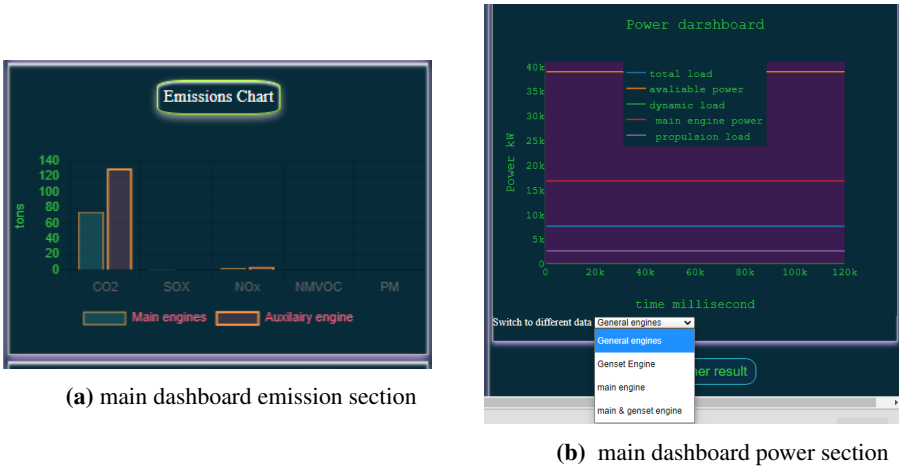 Emissions Chart
tons
140
120
100
80
60
40
20
0
CO2 SOX NOx NMVOC PM
Main engines Auxilairy engine
(a) main dashboard emission section
Power darshboard
Power kW
40k
35k
30k
25k
20k
15k
10k
5k
0
total load
avaliable power
dynamic load
main engine power
propulsion load
0 20k 40k 60k 80k 100k 120k
time millisecond
Switch to different data General engines
General engines
Genset Engine
main engine
main & genset engine
her result
(b) main dashboard power section